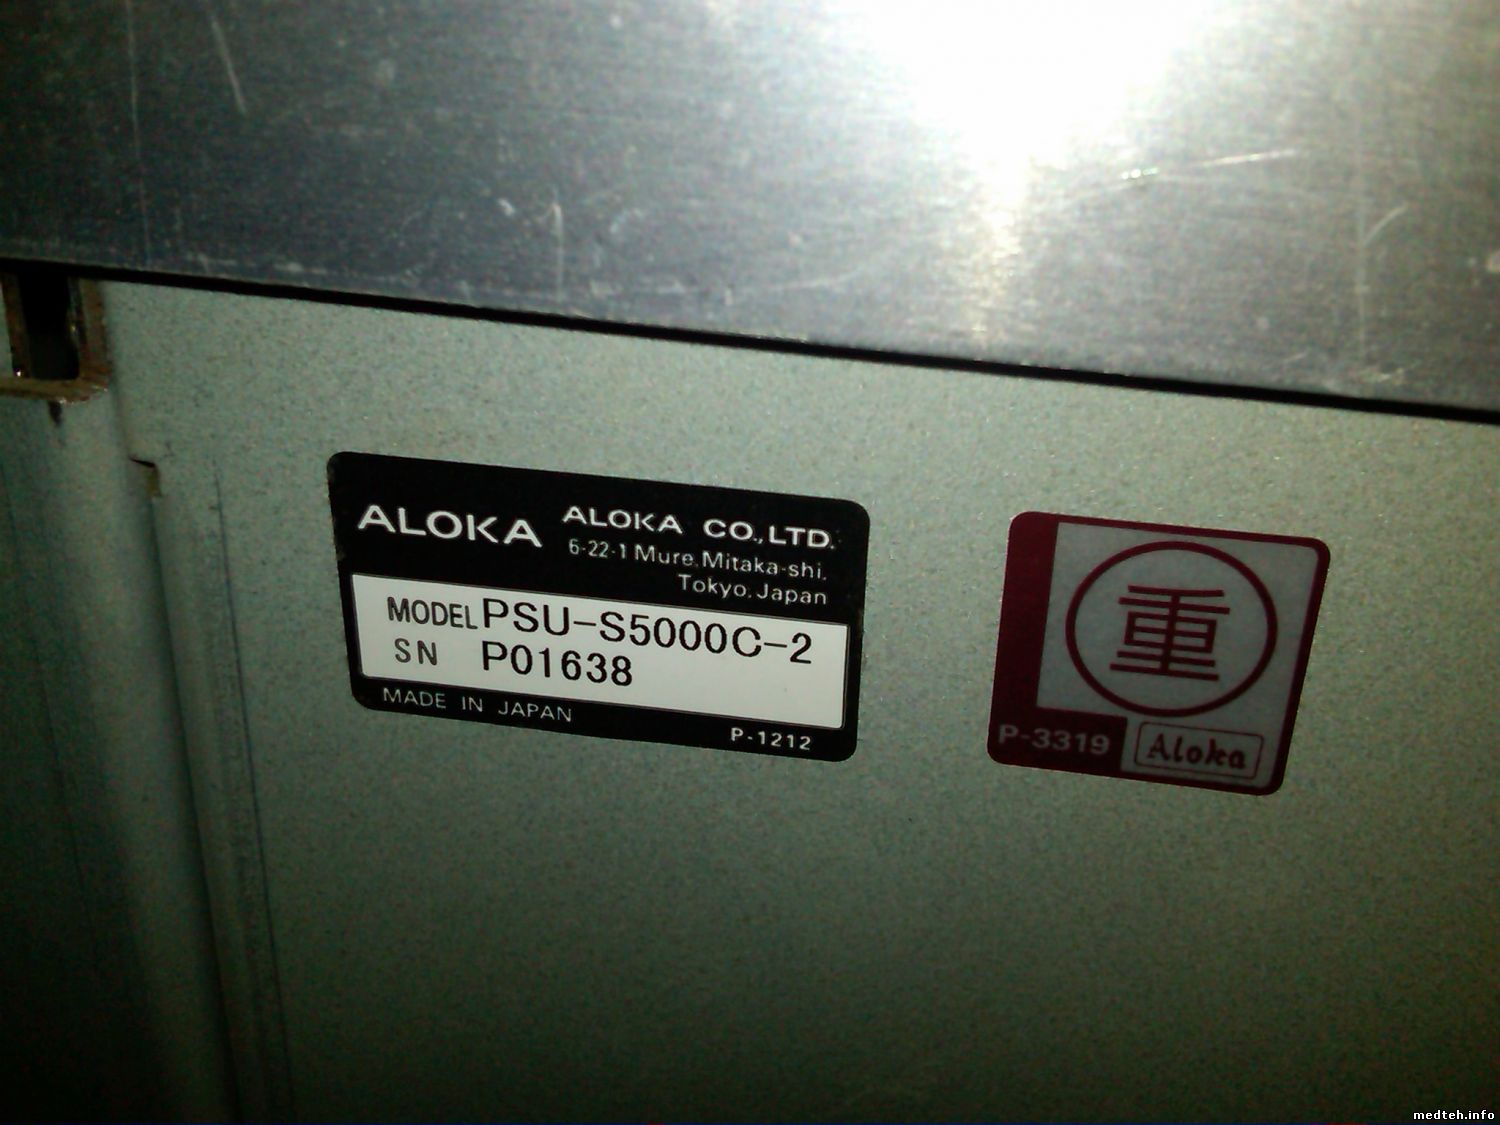 ALOKA
ALOKA CO.,LTD.
6-22-1 Mure, Mitaka-shi,
Tokyo, Japan
MODEL PSU-S5000C-2
SN P01638
MADE IN JAPAN
P-1212
重
P-3319
Aloka
medteh.info